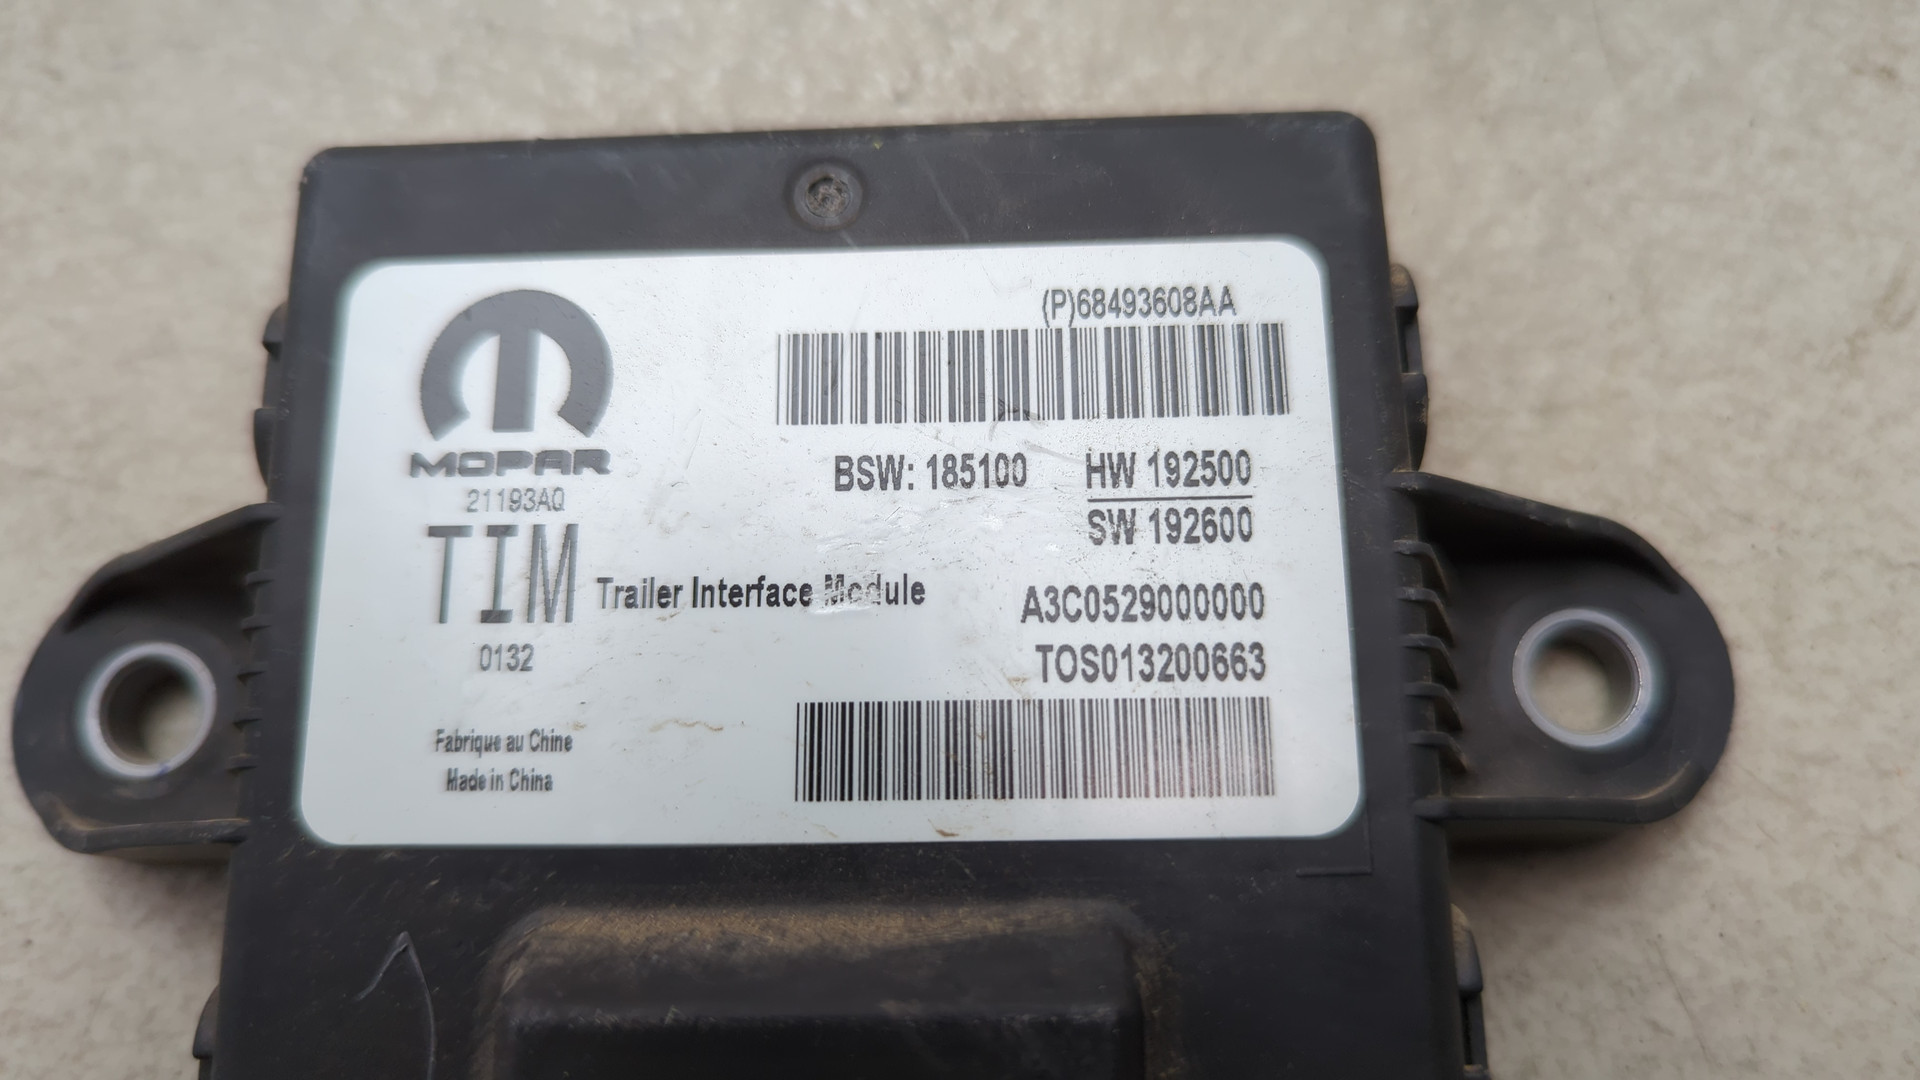 (P)68493608AA
MOPAR
21193AQ
BSW: 185100 HW 192500
SW 192600
TIM Trailer Interface Module
A3C0529000000
0132
TOS013200663
Fabrique au Chine
Made in China